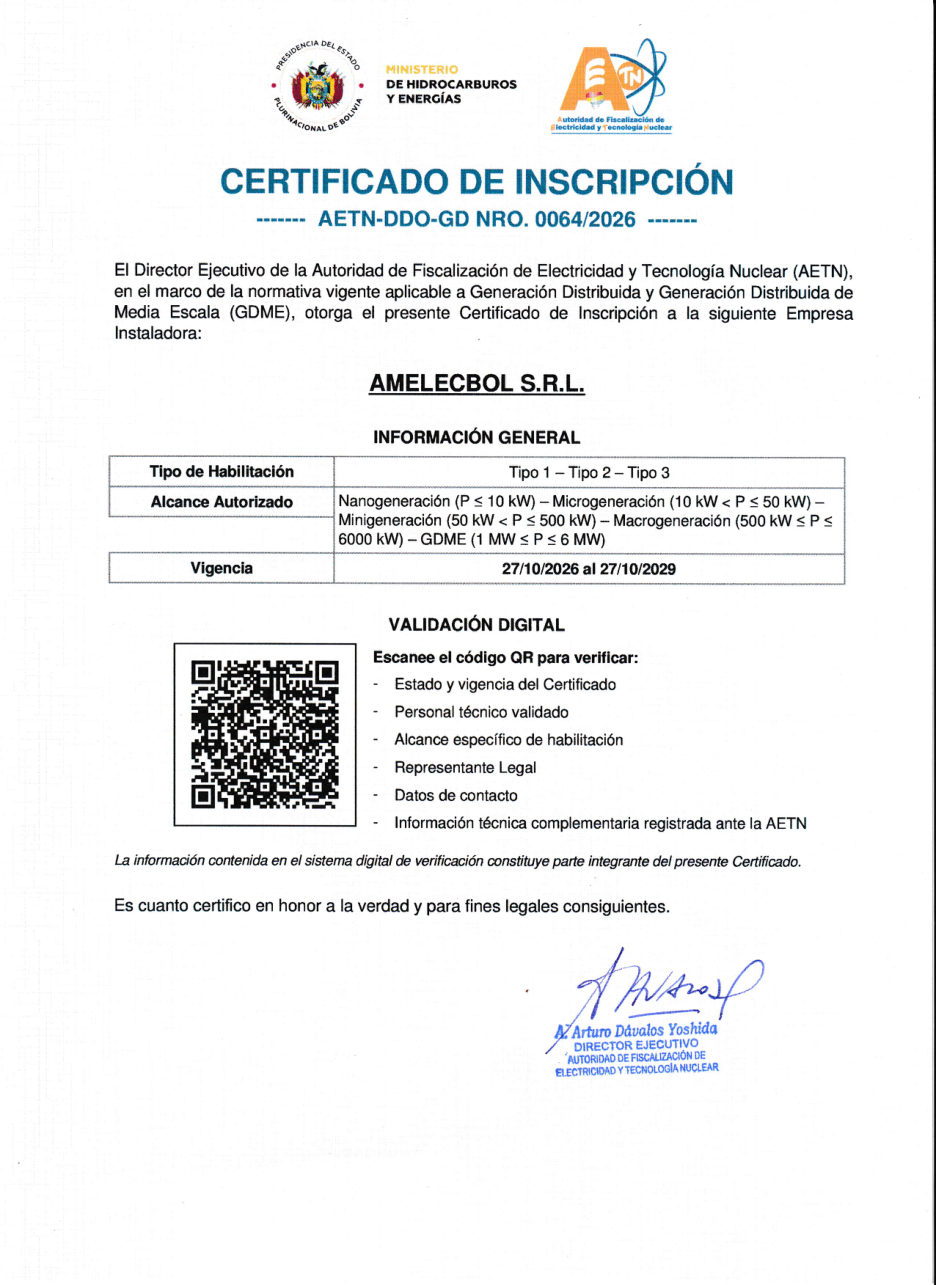 PRESIDENCIA DEL ESTADO
PLURINACIONAL DE BOLIVIA
MINISTERIO
DE HIDROCARBUROS
Y ENERGÍAS
AETN
Autoridad de Fiscalización de
Electricidad y Tecnología Nuclear
CERTIFICADO DE INSCRIPCIÓN
------- AETN-DDO-GD NRO. 0064/2026 -------
El Director Ejecutivo de la Autoridad de Fiscalización de Electricidad y Tecnología Nuclear (AETN),
en el marco de la normativa vigente aplicable a Generación Distribuida y Generación Distribuida de
Media Escala (GDME), otorga el presente Certificado de Inscripción a la siguiente Empresa
Instaladora:
AMELECBOL S.R.L.
INFORMACIÓN GENERAL
Tipo de Habilitación
Tipo 1 – Tipo 2 – Tipo 3
Alcance Autorizado
Nanogeneración (P ≤ 10 kW) – Microgeneración (10 kW < P ≤ 50 kW) –
Minigeneración (50 kW < P ≤ 500 kW) – Macrogeneración (500 kW ≤ P ≤
6000 kW) – GDME (1 MW ≤ P ≤ 6 MW)
Vigencia
27/10/2026 al 27/10/2029
VALIDACIÓN DIGITAL
Escanee el código QR para verificar:
- Estado y vigencia del Certificado
- Personal técnico validado
- Alcance específico de habilitación
- Representante Legal
- Datos de contacto
- Información técnica complementaria registrada ante la AETN
La información contenida en el sistema digital de verificación constituye parte integrante del presente Certificado.
Es cuanto certifico en honor a la verdad y para fines legales consiguientes.
A. Arturo Dávalos Yoshida
DIRECTOR EJECUTIVO
AUTORIDAD DE FISCALIZACIÓN DE
ELECTRICIDAD Y TECNOLOGÍA NUCLEAR